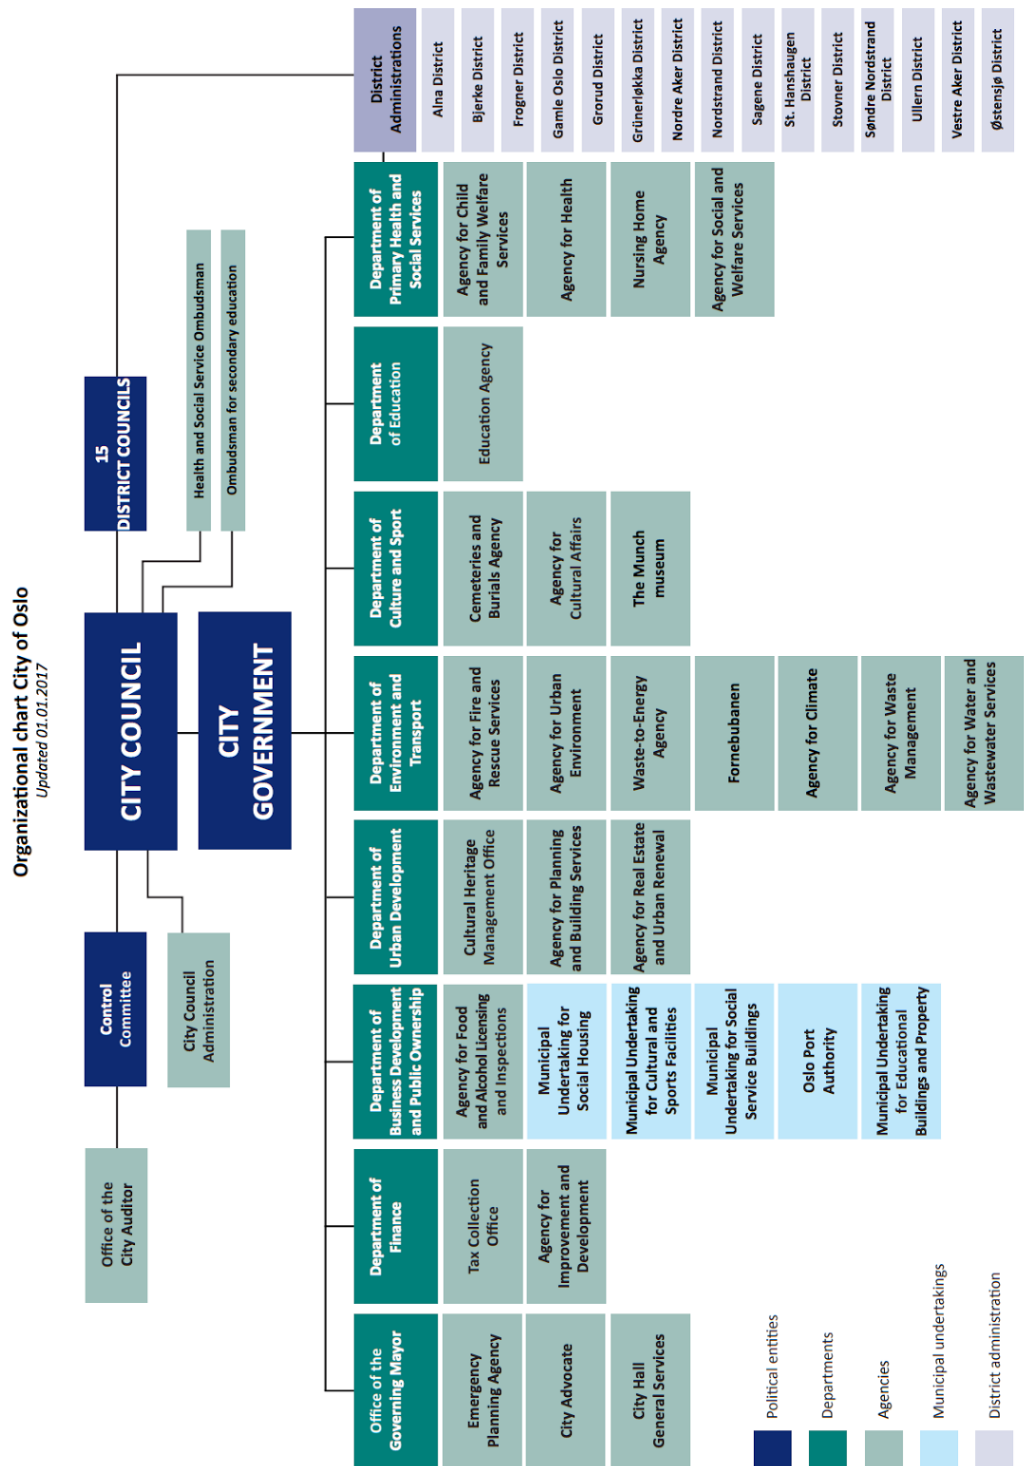 Organizational chart City of Oslo
Updated 01.01.2017
Office of the
City Auditor
Control
Committee
City Council
Administration
CITY COUNCIL
CITY
GOVERNMENT
15
DISTRICT COUNCILS
Health and Social Service Ombudsman
Ombudsman for secondary education
Office of the
Governing Mayor
Emergency
Planning Agency
City Advocate
City Hall
General Services
Department of
Finance
Tax Collection
Office
Agency for
Improvement and
Development
Department of
Business Development
and Public Ownership
Agency for Food
and Alcohol Licensing
and Inspections
Municipal
Undertaking for
Social Housing
Municipal Undertaking
for Cultural and
Sports Facilities
Municipal
Undertaking for Social
Service Buildings
Oslo Port
Authority
Municipal Undertaking
for Educational
Buildings and Property
Department of
Urban Development
Cultural Heritage
Management Office
Agency for Planning
and Building Services
Agency for Real Estate
and Urban Renewal
Department of
Environment and
Transport
Agency for Fire and
Rescue Services
Agency for Urban
Environment
Waste-to-Energy
Agency
Fornebubanen
Agency for Climate
Agency for Waste
Management
Agency for Water and
Wastewater Services
Department of
Culture and Sport
Cemeteries and
Burials Agency
Agency for
Cultural Affairs
The Munch
museum
Department
of Education
Education Agency
Department of
Primary Health and
Social Services
Agency for Child
and Family Welfare
Services
Agency for Health
Nursing Home
Agency
Agency for Social and
Welfare Services
District
Administrations
Alna District
Bjerke District
Frogner District
Gamle Oslo District
Grorud District
Grünerløkka District
Nordre Aker District
Nordstrand District
Sagene District
St. Hanshaugen
District
Stovner District
Søndre Nordstrand
District
Ullern District
Vestre Aker District
Østensjø District
Political entities
Departments
Agencies
Municipal undertakings
District administration